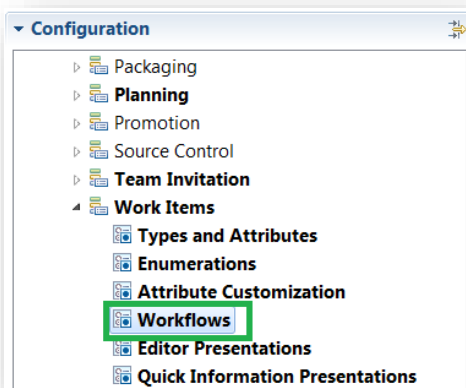 Configuration
Packaging
Planning
Promotion
Source Control
Team Invitation
Work Items
Types and Attributes
Enumerations
Attribute Customization
Workflows
Editor Presentations
Quick Information Presentations